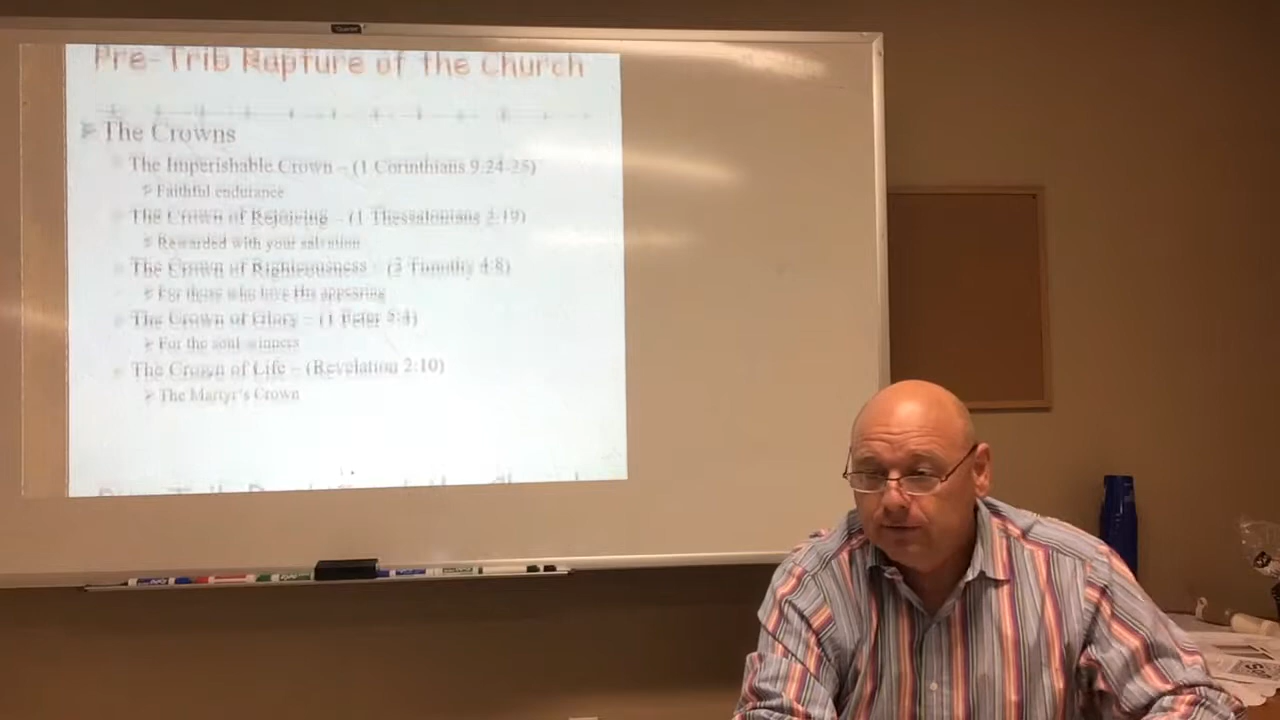 Pre-Trib Rapture of the Church
The Crowns
The Imperishable Crown – (1 Corinthians 9:24-25)
Faithful endurance
The Crown of Rejoicing – (1 Thessalonians 2:19)
Rewarded with your salvation
The Crown of Righteousness – (2 Timothy 4:8)
For those who love His appearing
The Crown of Glory – (1 Peter 5:4)
For the soul winners
The Crown of Life – (Revelation 2:10)
The Martyr's Crown